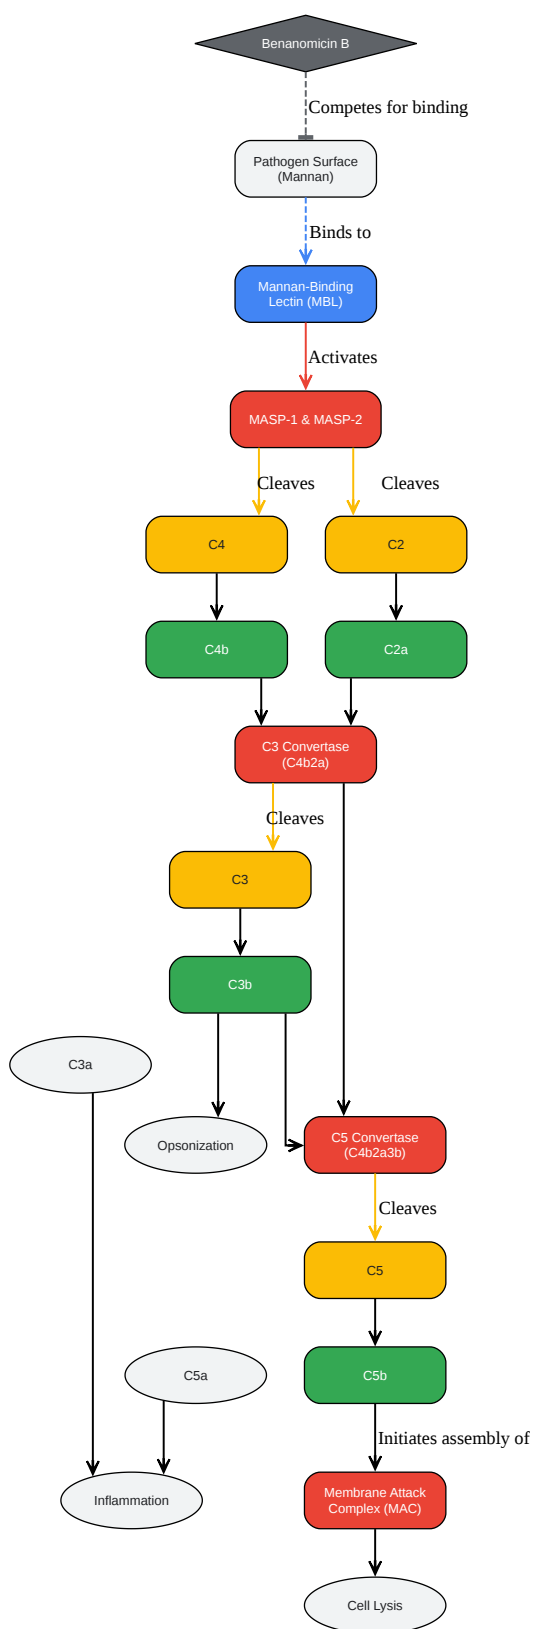 Benanomicin B
Competes for binding
Pathogen Surface
(Mannan)
Binds to
Mannan-Binding
Lectin (MBL)
Activates
MASP-1 & MASP-2
Cleaves
Cleaves
C4
C2
C4b
C2a
C3 Convertase
(C4b2a)
Cleaves
C3
C3b
C3a
Opsonization
C5 Convertase
(C4b2a3b)
Cleaves
C5
C5a
C5b
Initiates assembly of
Inflammation
Membrane Attack
Complex (MAC)
Cell Lysis